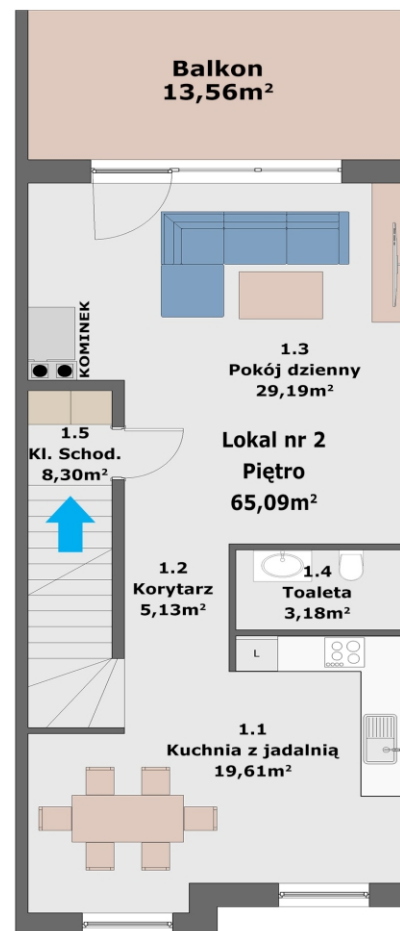 Balkon
13,56m²
KOMINEK
1.3
Pokój dzienny
29,19m²
1.5
Kl. Schod.
8,30m²
Lokal nr 2
Piętro
65,09m²
1.2
Korytarz
5,13m²
1.4
Toaleta
3,18m²
L
1.1
Kuchnia z jadalnią
19,61m²